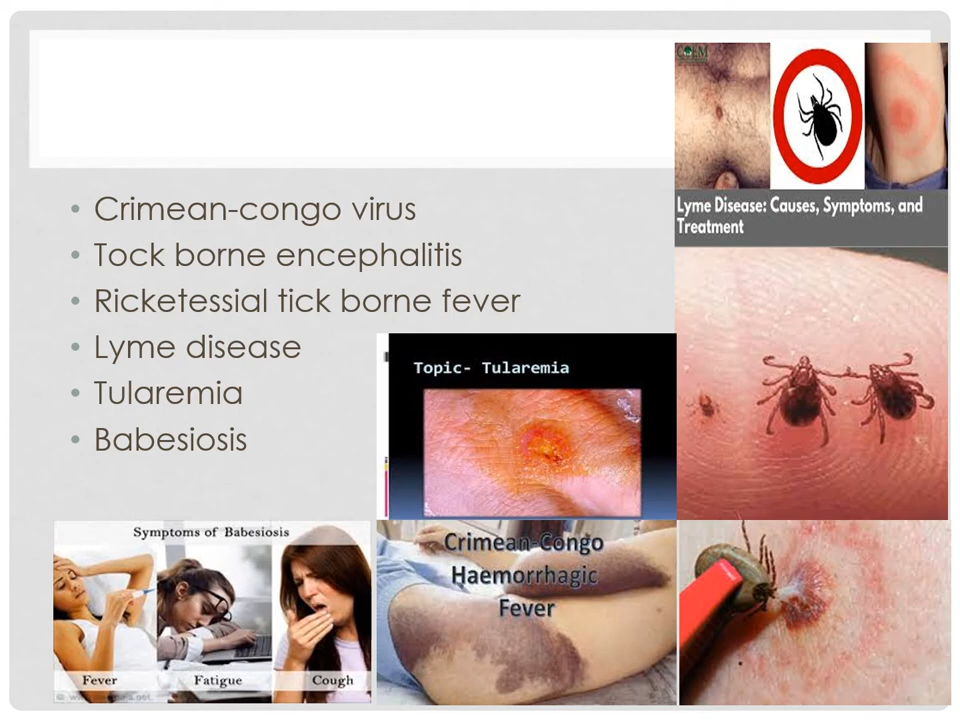 Crimean-congo virus
Tock borne encephalitis
Ricketessial tick borne fever
Lyme disease
Tularemia
Babesiosis
Lyme Disease: Causes, Symptoms, and
Treatment
Topic- Tularemia
Symptoms of Babesiosis
Fever
Fatigue
Cough
Crimean-Congo
Haemorrhagic
Fever